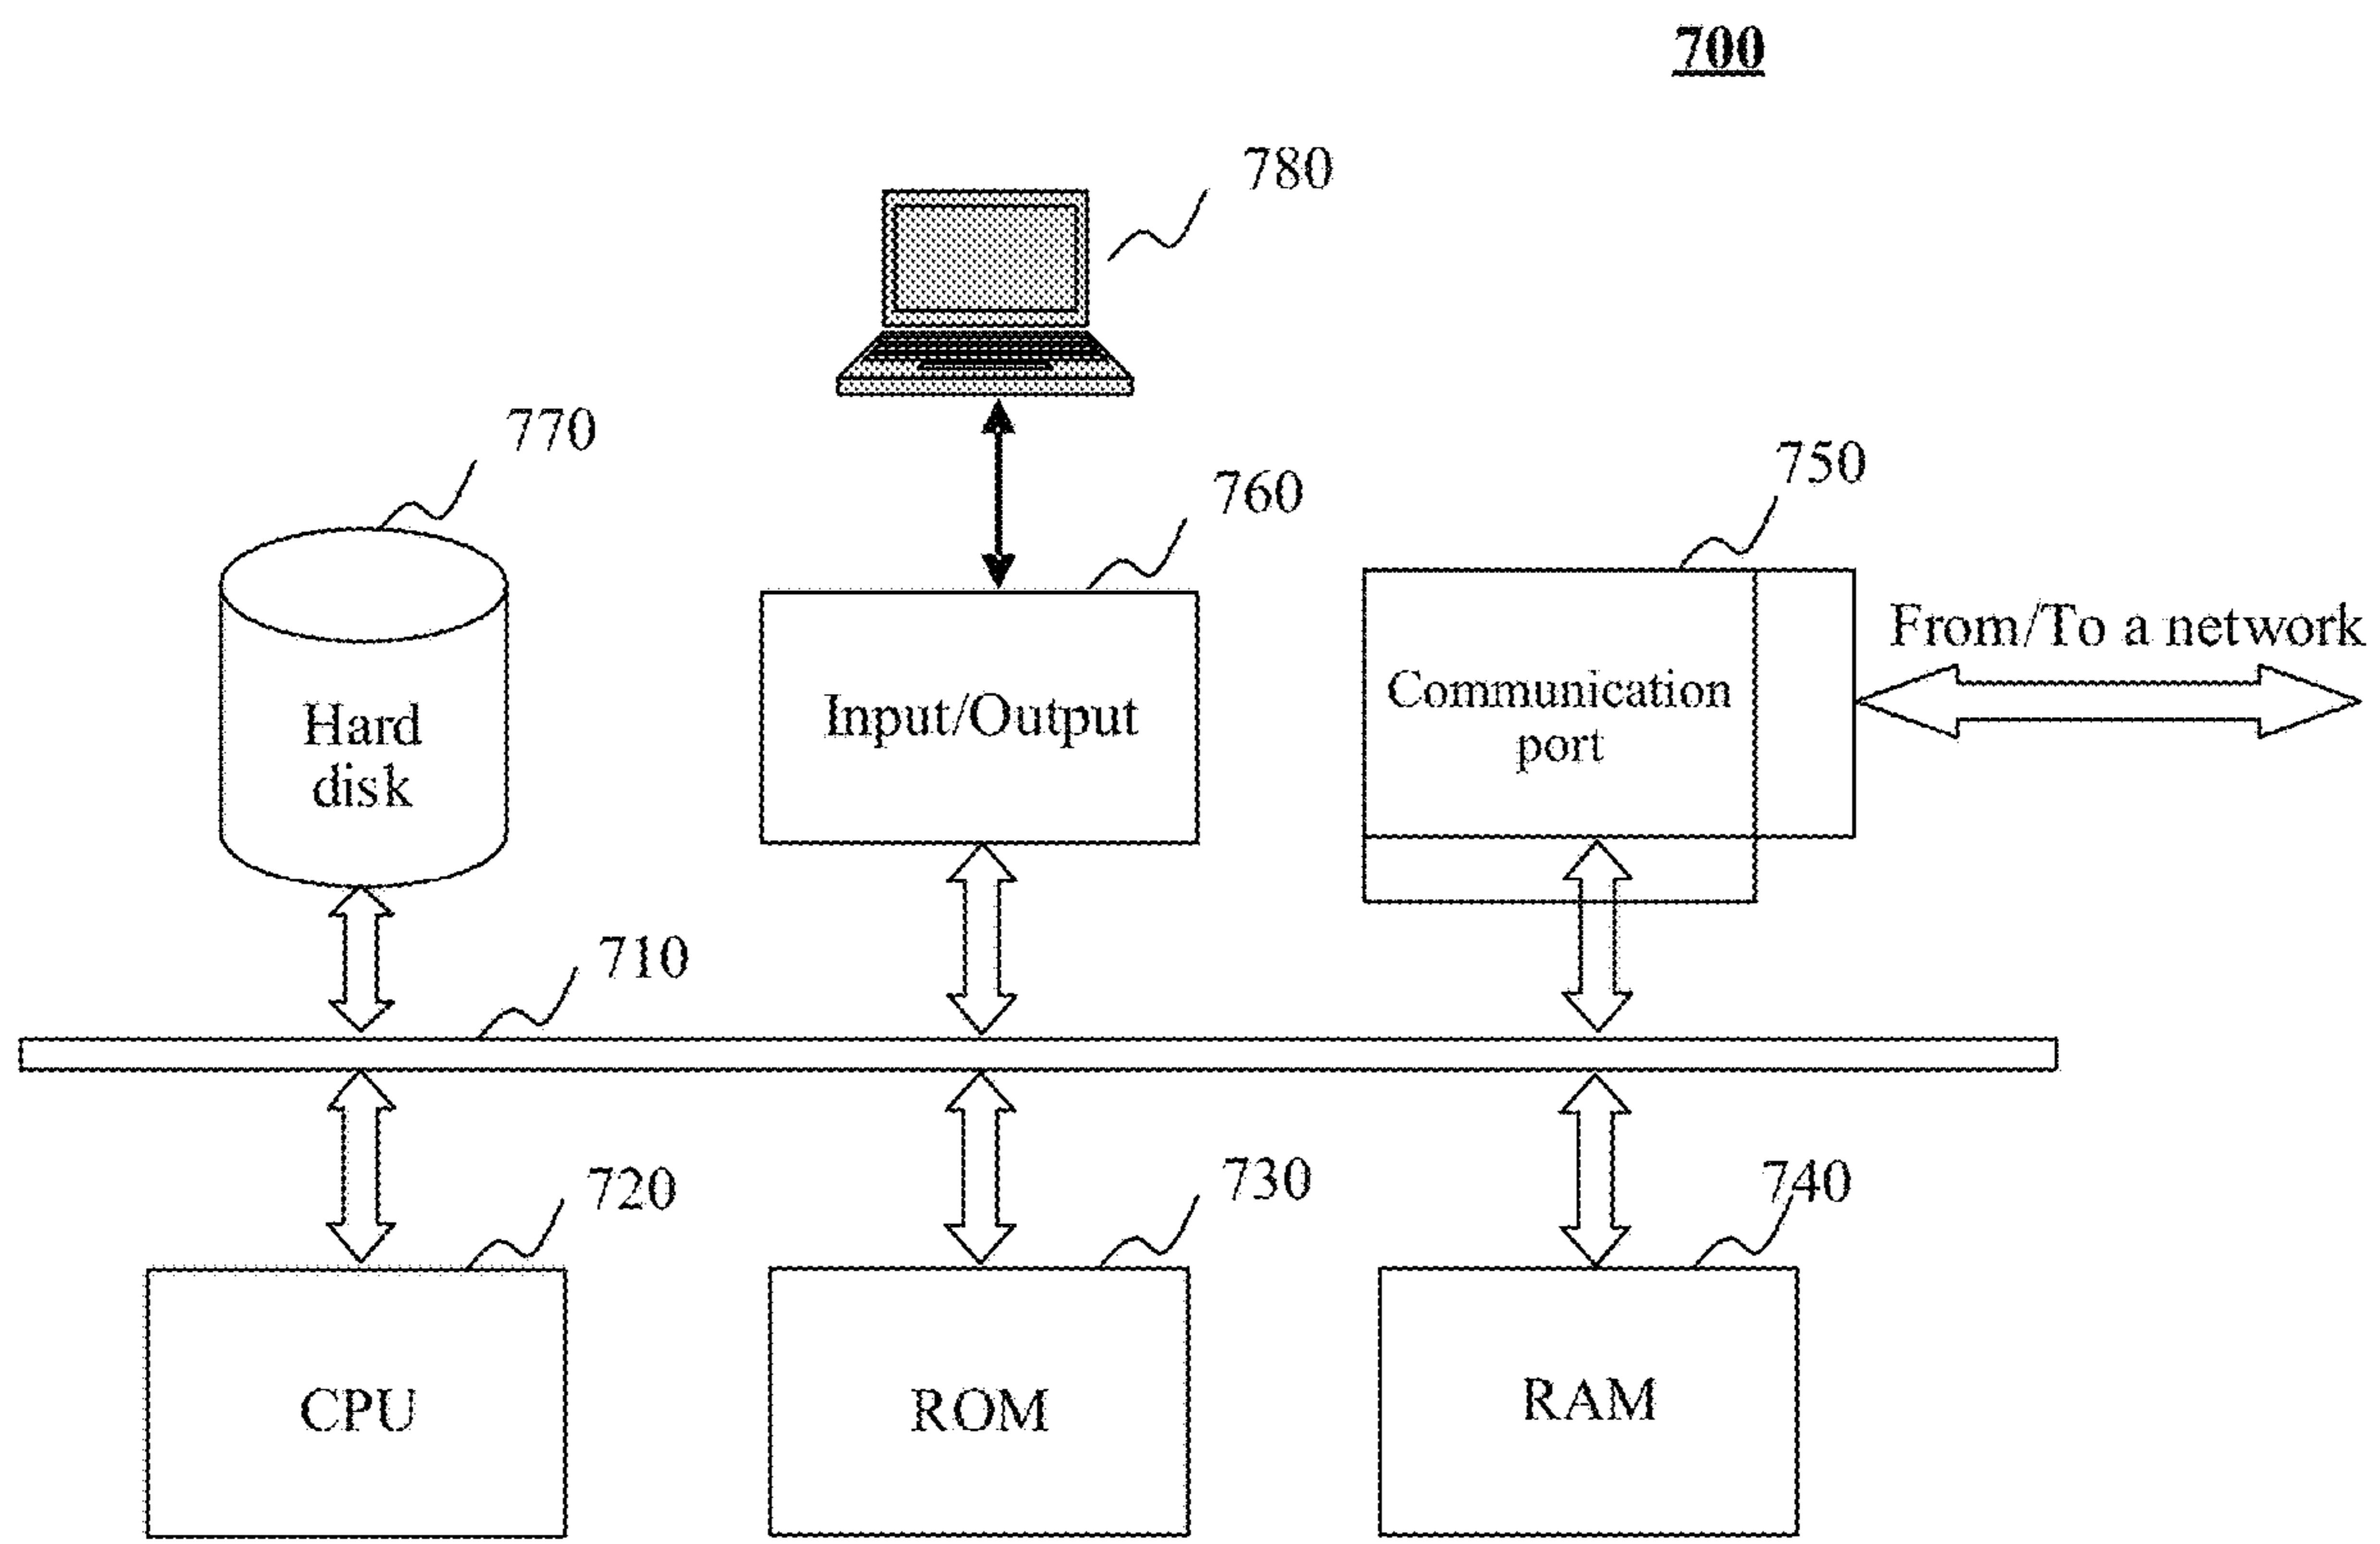 700
780
770
760
750
From/To a network
Communication
port
Input/Output
Hard
disk
710
720
730
740
CPU
ROM
RAM